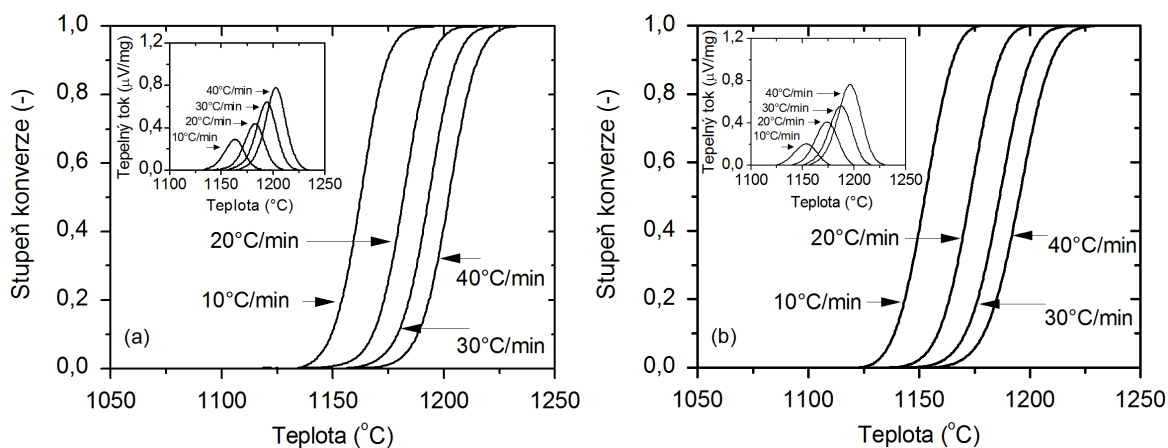 1,0
0,8
0,6
0,4
0,2
0,0
Stupeň konverze (-)
1050
1100
1150
1200
1250
Teplota (°C)
(a)
10°C/min
20°C/min
30°C/min
40°C/min
1,2
0,8
0,4
0,0
Tepelný tok (µV/mg)
1100
1150
1200
1250
Teplota (°C)
40°C/min
30°C/min
20°C/min
10°C/min
1,0
0,8
0,6
0,4
0,2
0,0
Stupeň konverze (-)
1050
1100
1150
1200
1250
Teplota (°C)
(b)
10°C/min
20°C/min
30°C/min
40°C/min
1,2
0,8
0,4
0,0
Tepelný tok (µV/mg)
1100
1150
1200
1250
Teplota (°C)
40°C/min
30°C/min
20°C/min
10°C/min